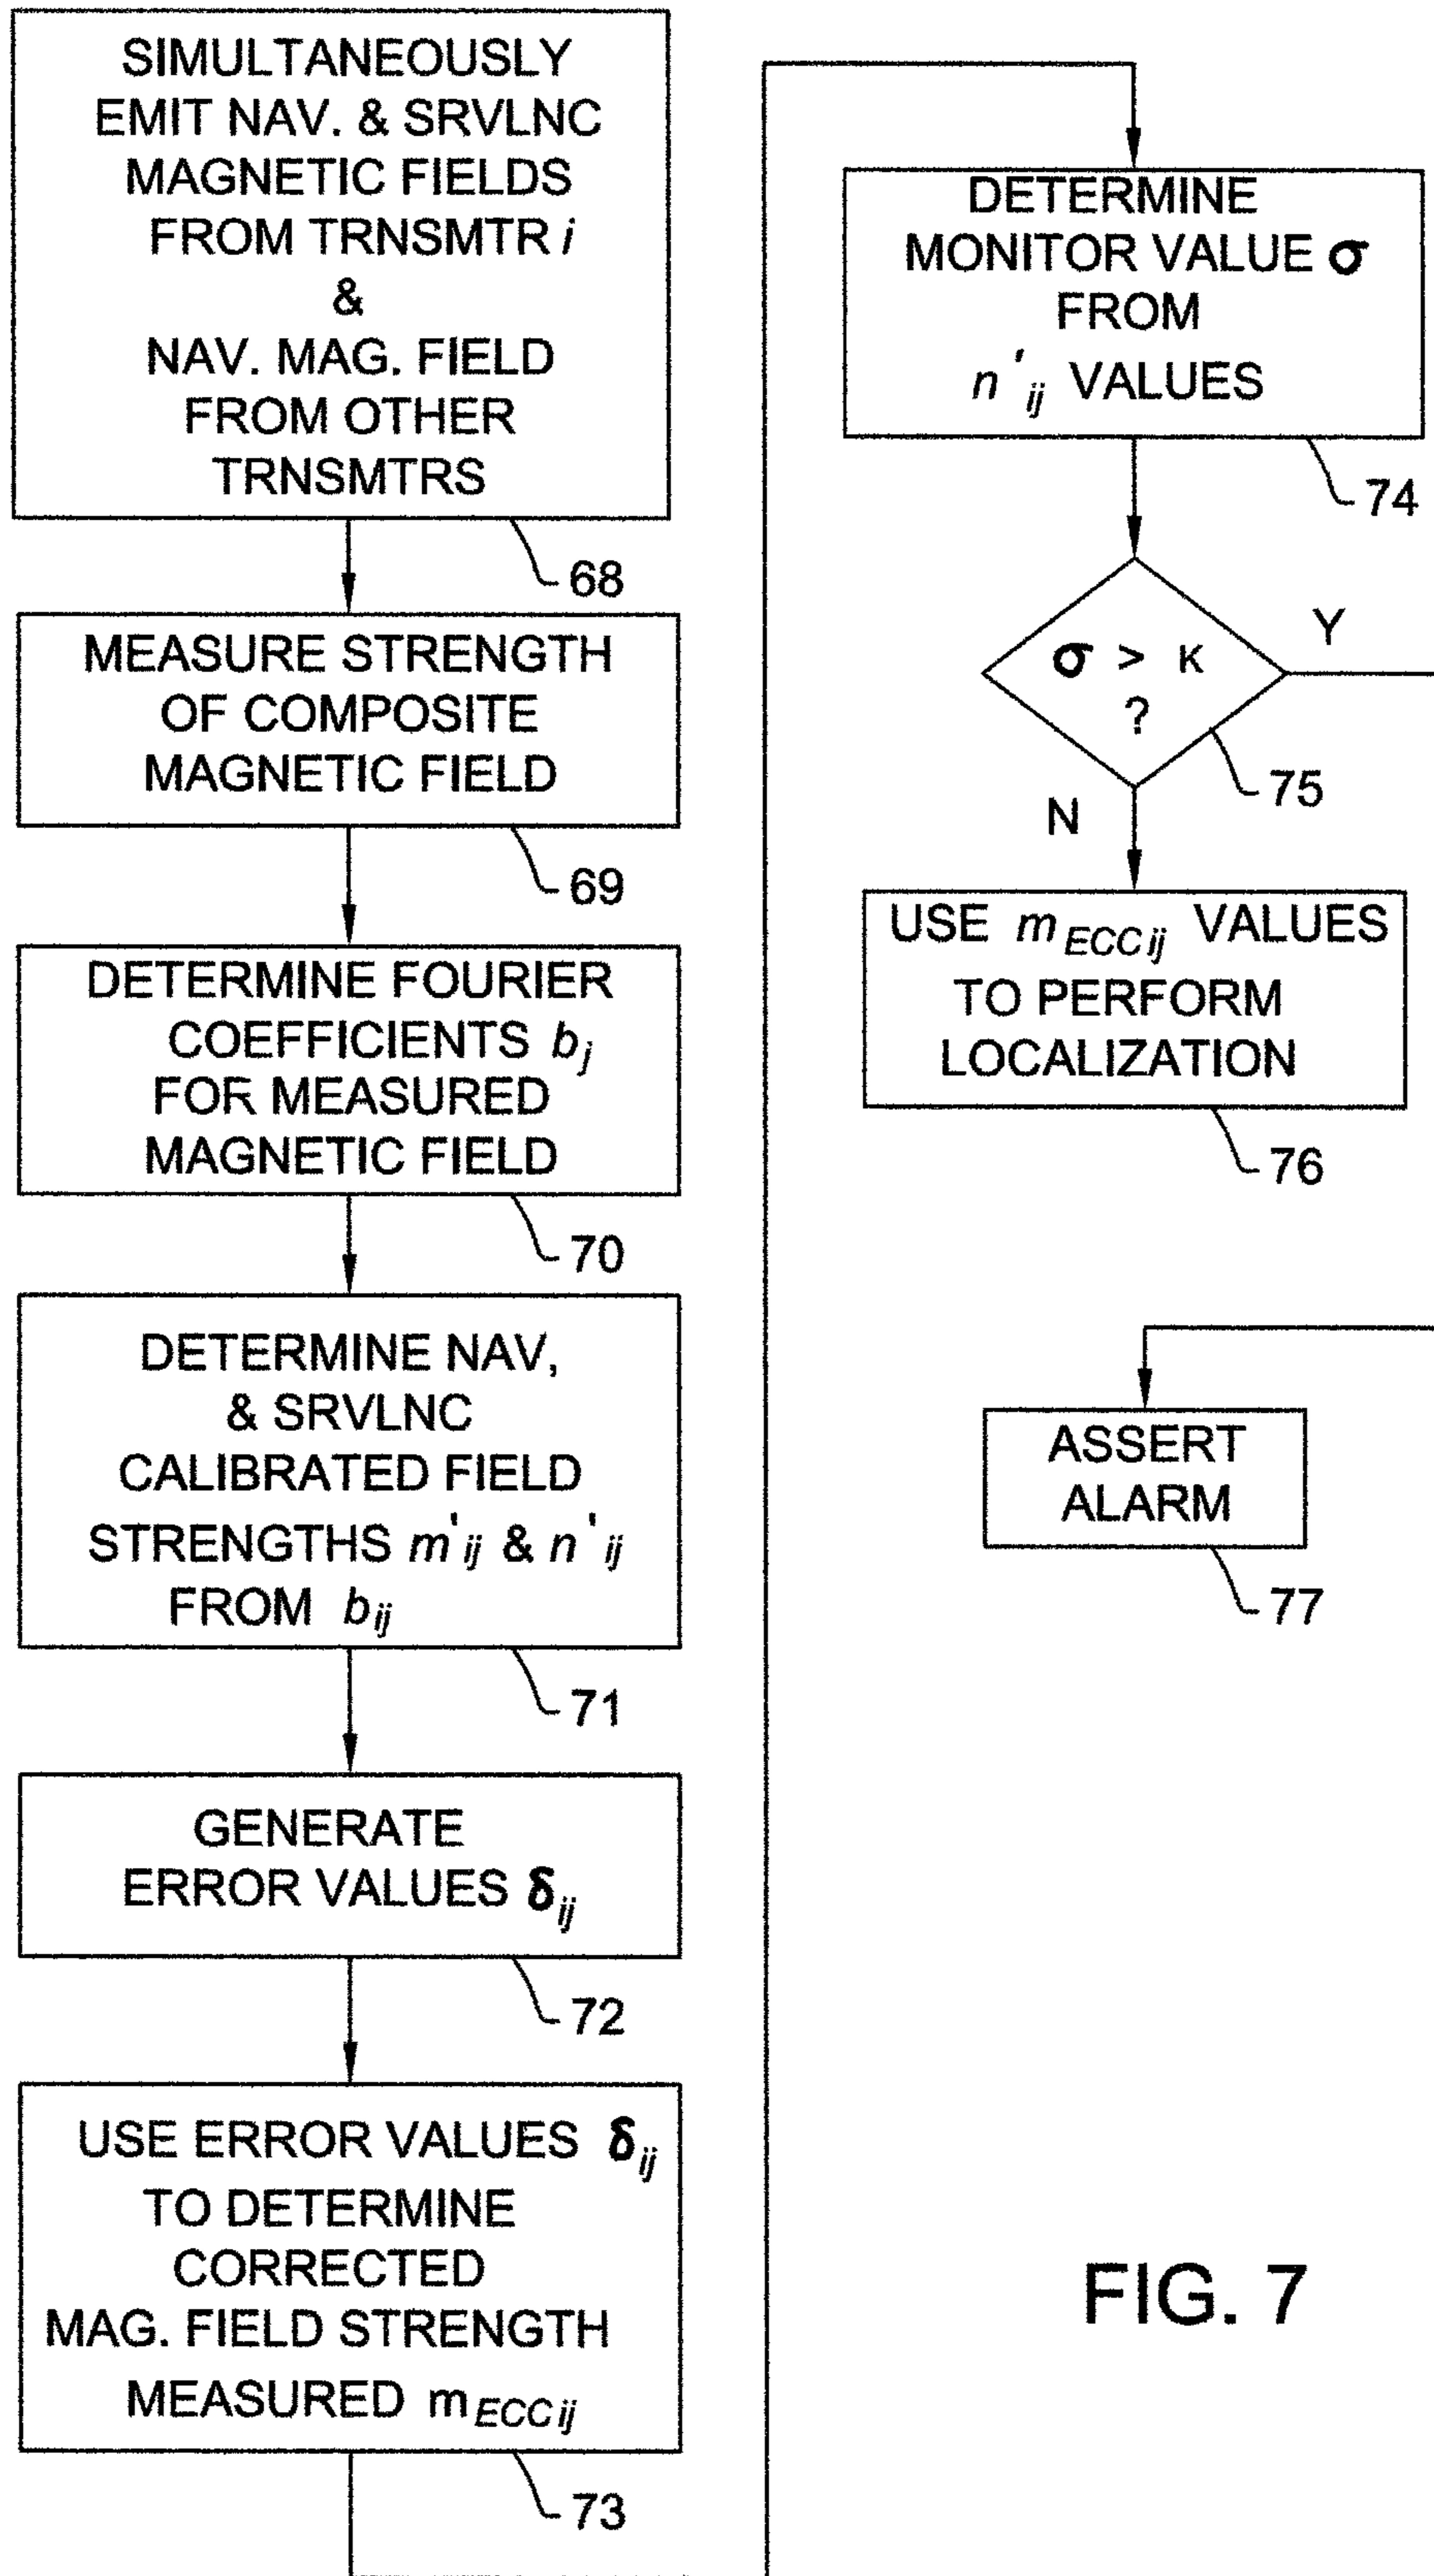 SIMULTANEOUSLY
EMIT NAV. & SRVLNC
MAGNETIC FIELDS
FROM TRNSMTR i
&
NAV. MAG. FIELD
FROM OTHER
TRNSMTRS
68
MEASURE STRENGTH
OF COMPOSITE
MAGNETIC FIELD
69
DETERMINE FOURIER
COEFFICIENTS bj
FOR MEASURED
MAGNETIC FIELD
70
DETERMINE NAV,
& SRVLNC
CALIBRATED FIELD
STRENGTHS m'ij & n'ij
FROM bij
71
GENERATE
ERROR VALUES δij
72
USE ERROR VALUES δij
TO DETERMINE
CORRECTED
MAG. FIELD STRENGTH
MEASURED mECCij
73
DETERMINE
MONITOR VALUE σ
FROM
n'ij VALUES
74
σ > K
?
Y
75
N
USE mECCij VALUES
TO PERFORM
LOCALIZATION
76
ASSERT
ALARM
77
FIG. 7